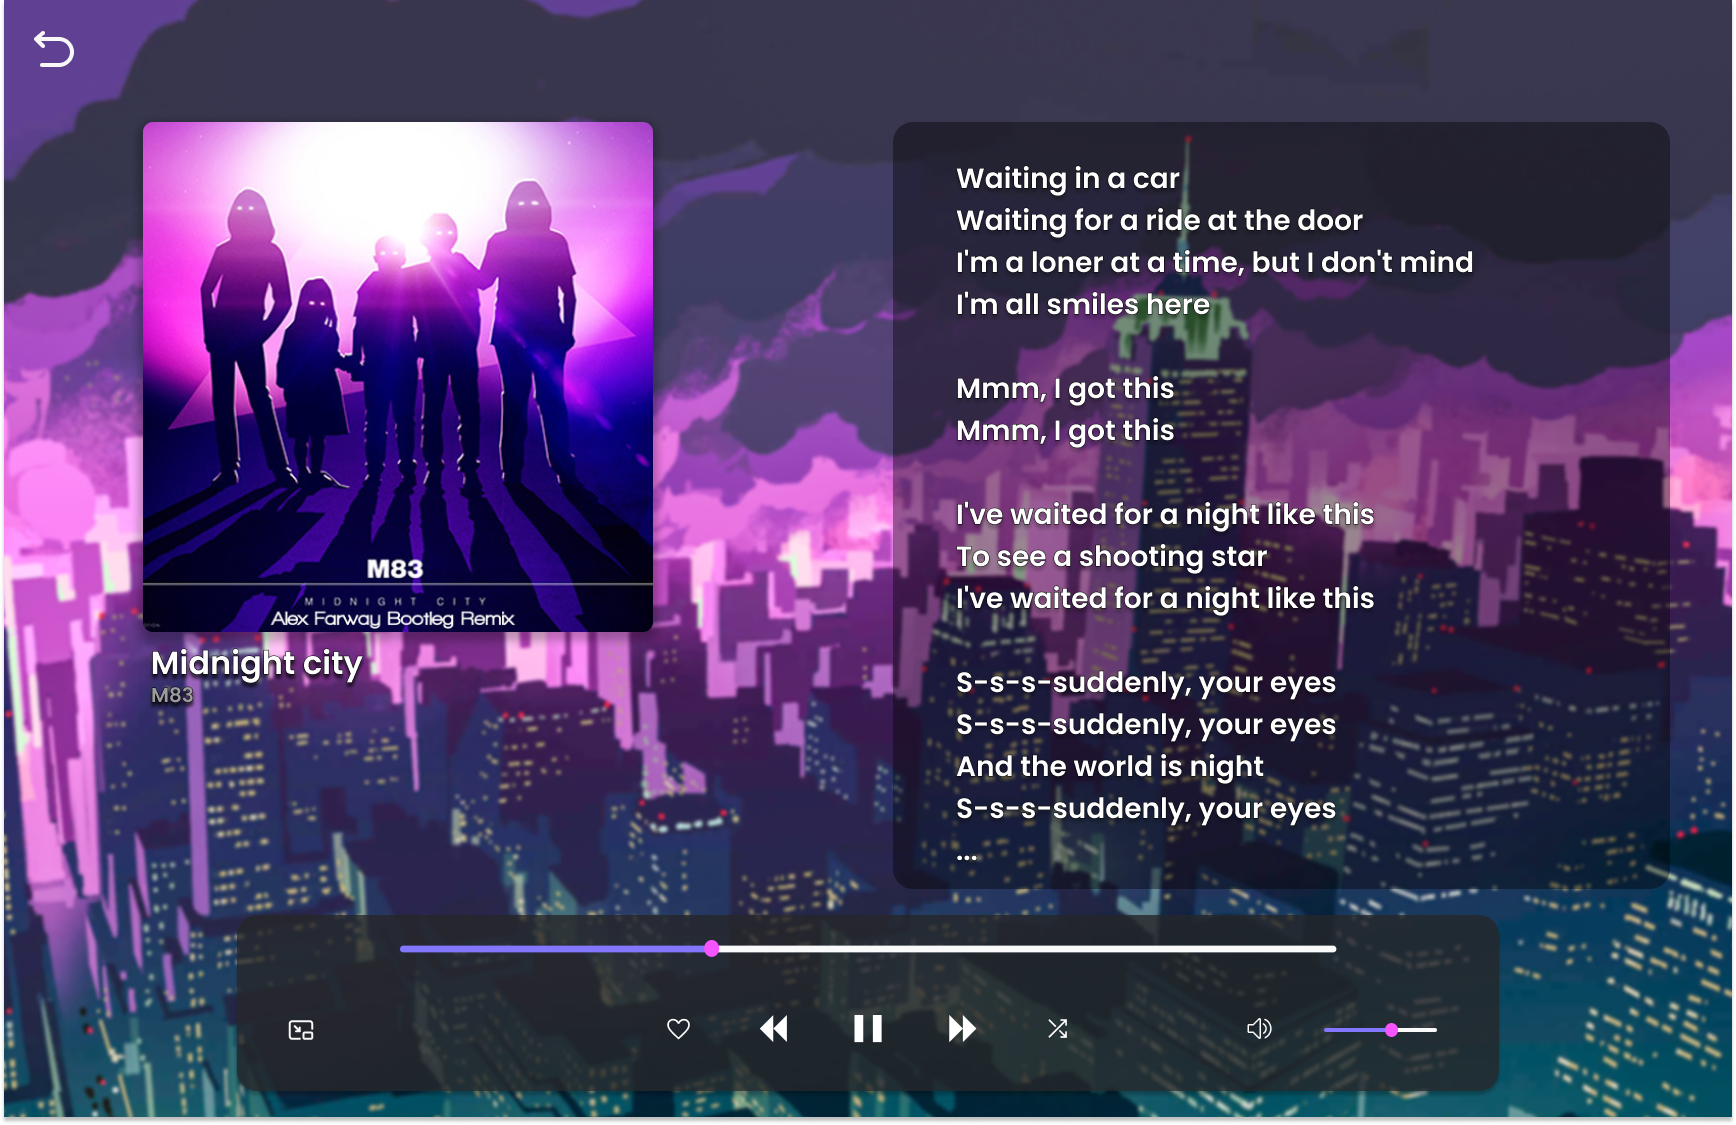 M83
MIDNIGHT CITY
Alex Farway Bootleg Remix
Midnight city
M83
Waiting in a car
Waiting for a ride at the door
I'm a loner at a time, but I don't mind
I'm all smiles here
Mmm, I got this
Mmm, I got this
I've waited for a night like this
To see a shooting star
I've waited for a night like this
S-s-s-suddenly, your eyes
S-s-s-suddenly, your eyes
And the world is night
S-s-s-suddenly, your eyes
...